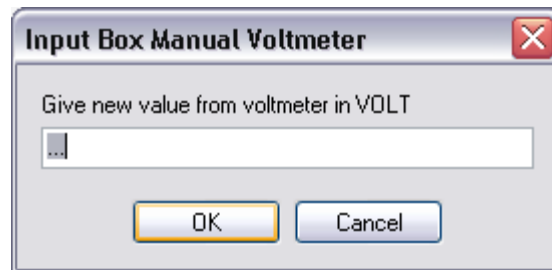 Input Box Manual Voltmeter
Give new value from voltmeter in VOLT
...
OK
Cancel